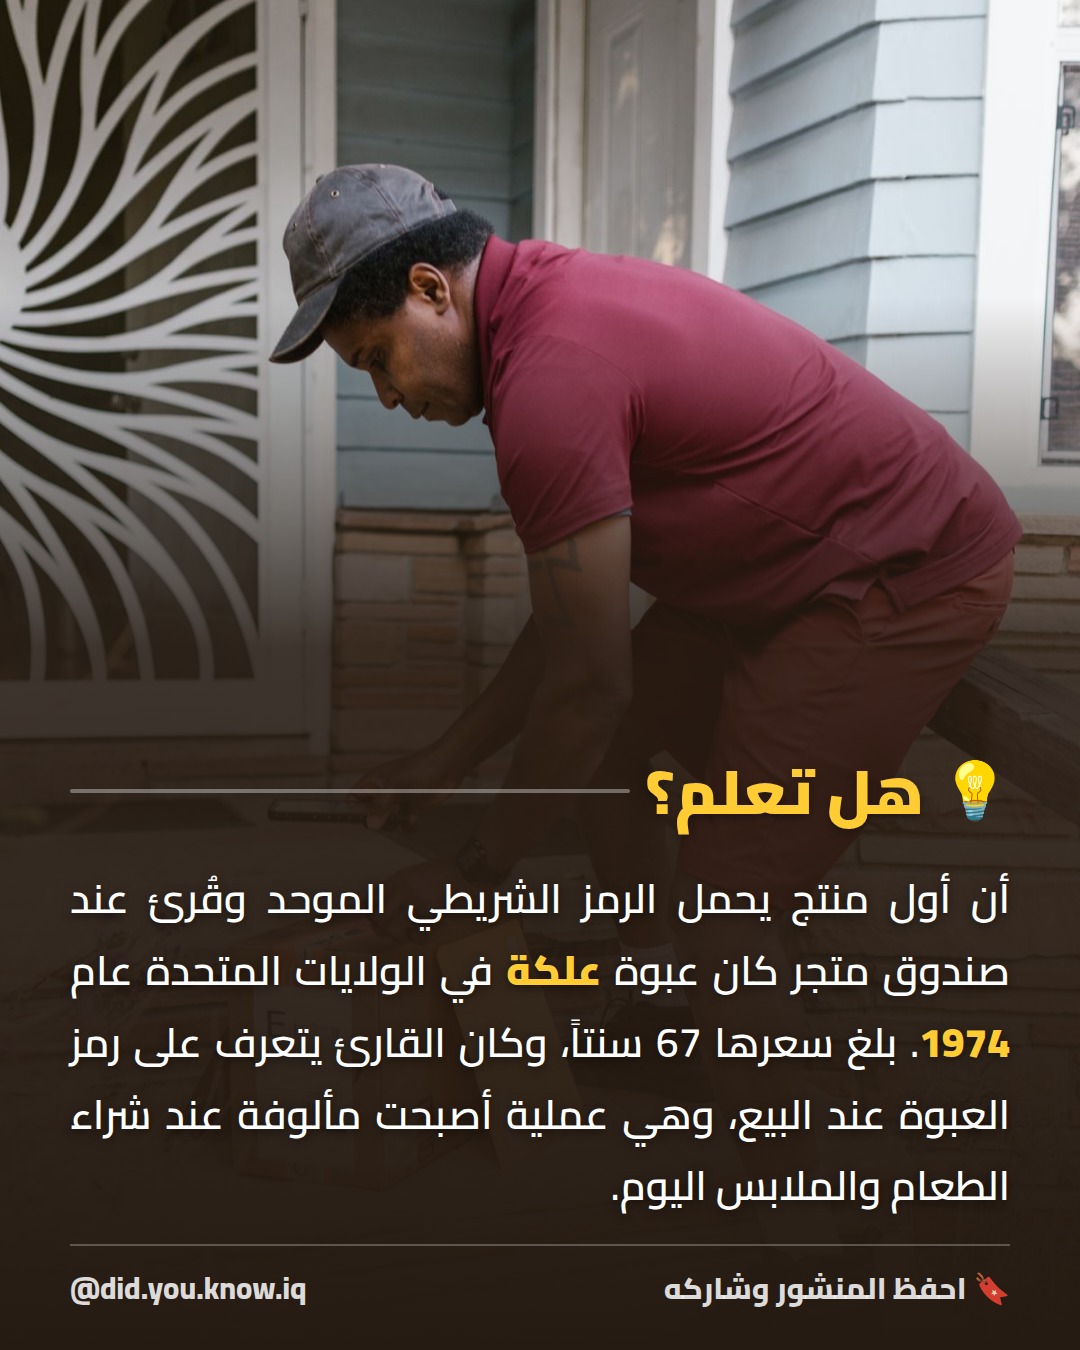 💡 هل تعلم؟
أن أول منتج يحمل الرمز الشريطي الموحد وقُرئ عند
صندوق متجر كان عبوة علكة في الولايات المتحدة عام
1974. بلغ سعرها 67 سنتاً، وكان القارئ يتعرف على رمز
العبوة عند البيع، وهي عملية أصبحت مألوفة عند شراء
الطعام والملابس اليوم.
🔖 احفظ المنشور وشاركه
@did.you.know.iq